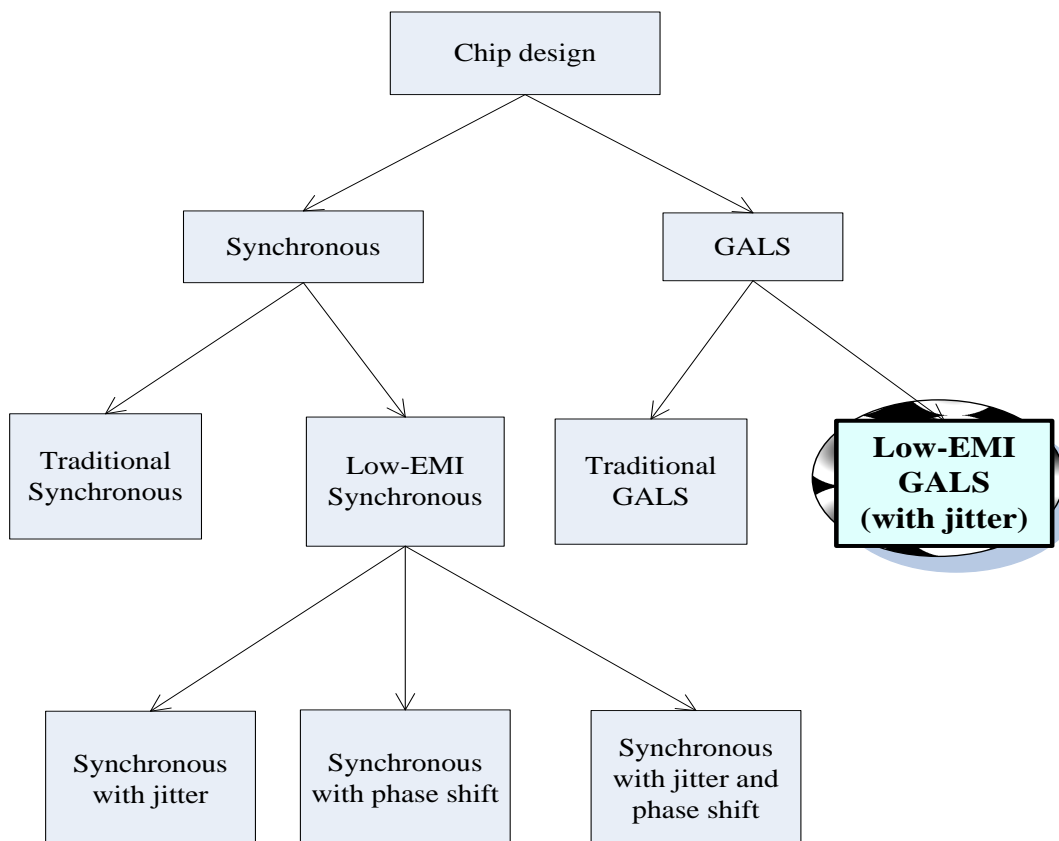 Chip design
Synchronous
GALS
Traditional
Synchronous
Low-EMI
Synchronous
Traditional
GALS
Low-EMI
GALS
(with jitter)
Synchronous
with jitter
Synchronous
with phase shift
Synchronous
with jitter and
phase shift